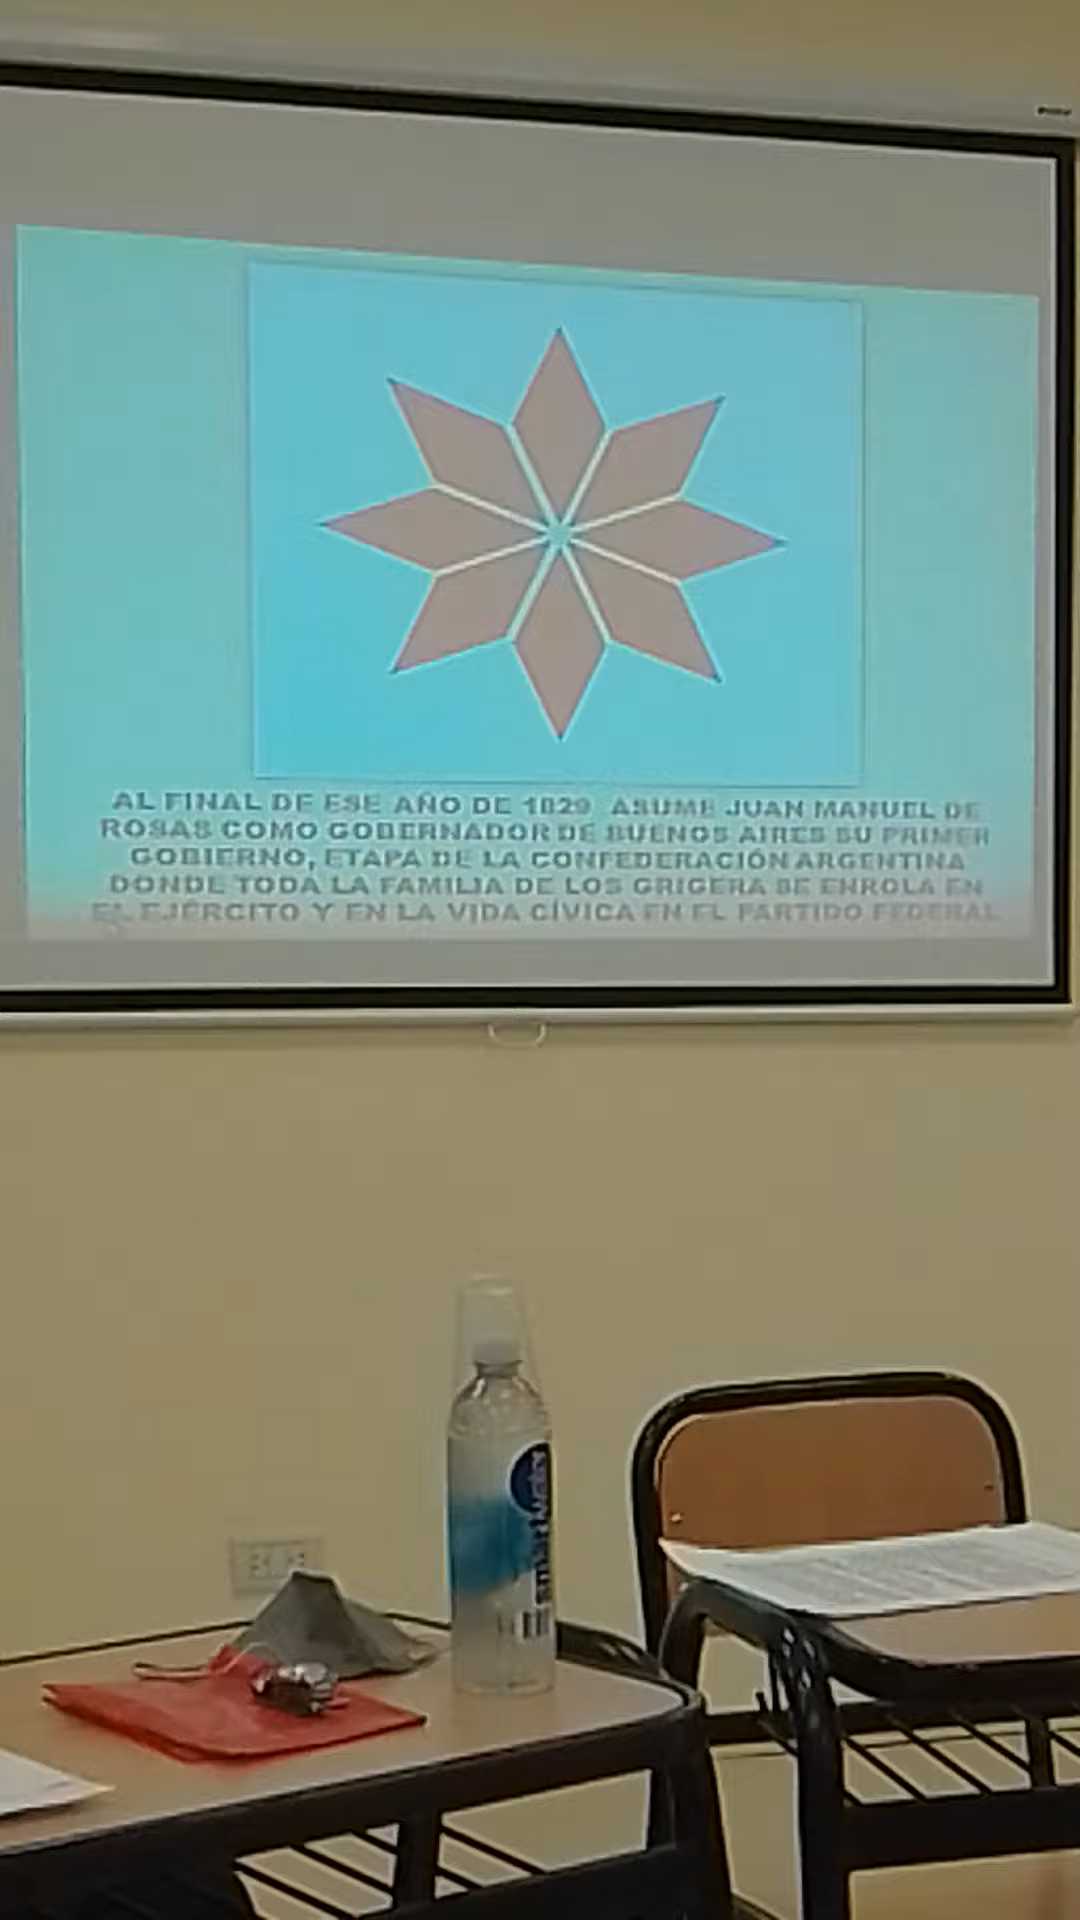 AL FINAL DE ESE AÑO DE 1829 ASUME JUAN MANUEL DE
ROSAS COMO GOBERNADOR DE BUENOS AIRES SU PRIMER
GOBIERNO, ETAPA DE LA CONFEDERACIÓN ARGENTINA
DONDE TODA LA FAMILIA DE LOS GRIGERA SE ENROLA EN
EL EJÉRCITO Y EN LA VIDA CÍVICA EN EL PARTIDO FEDERAL
smartwater